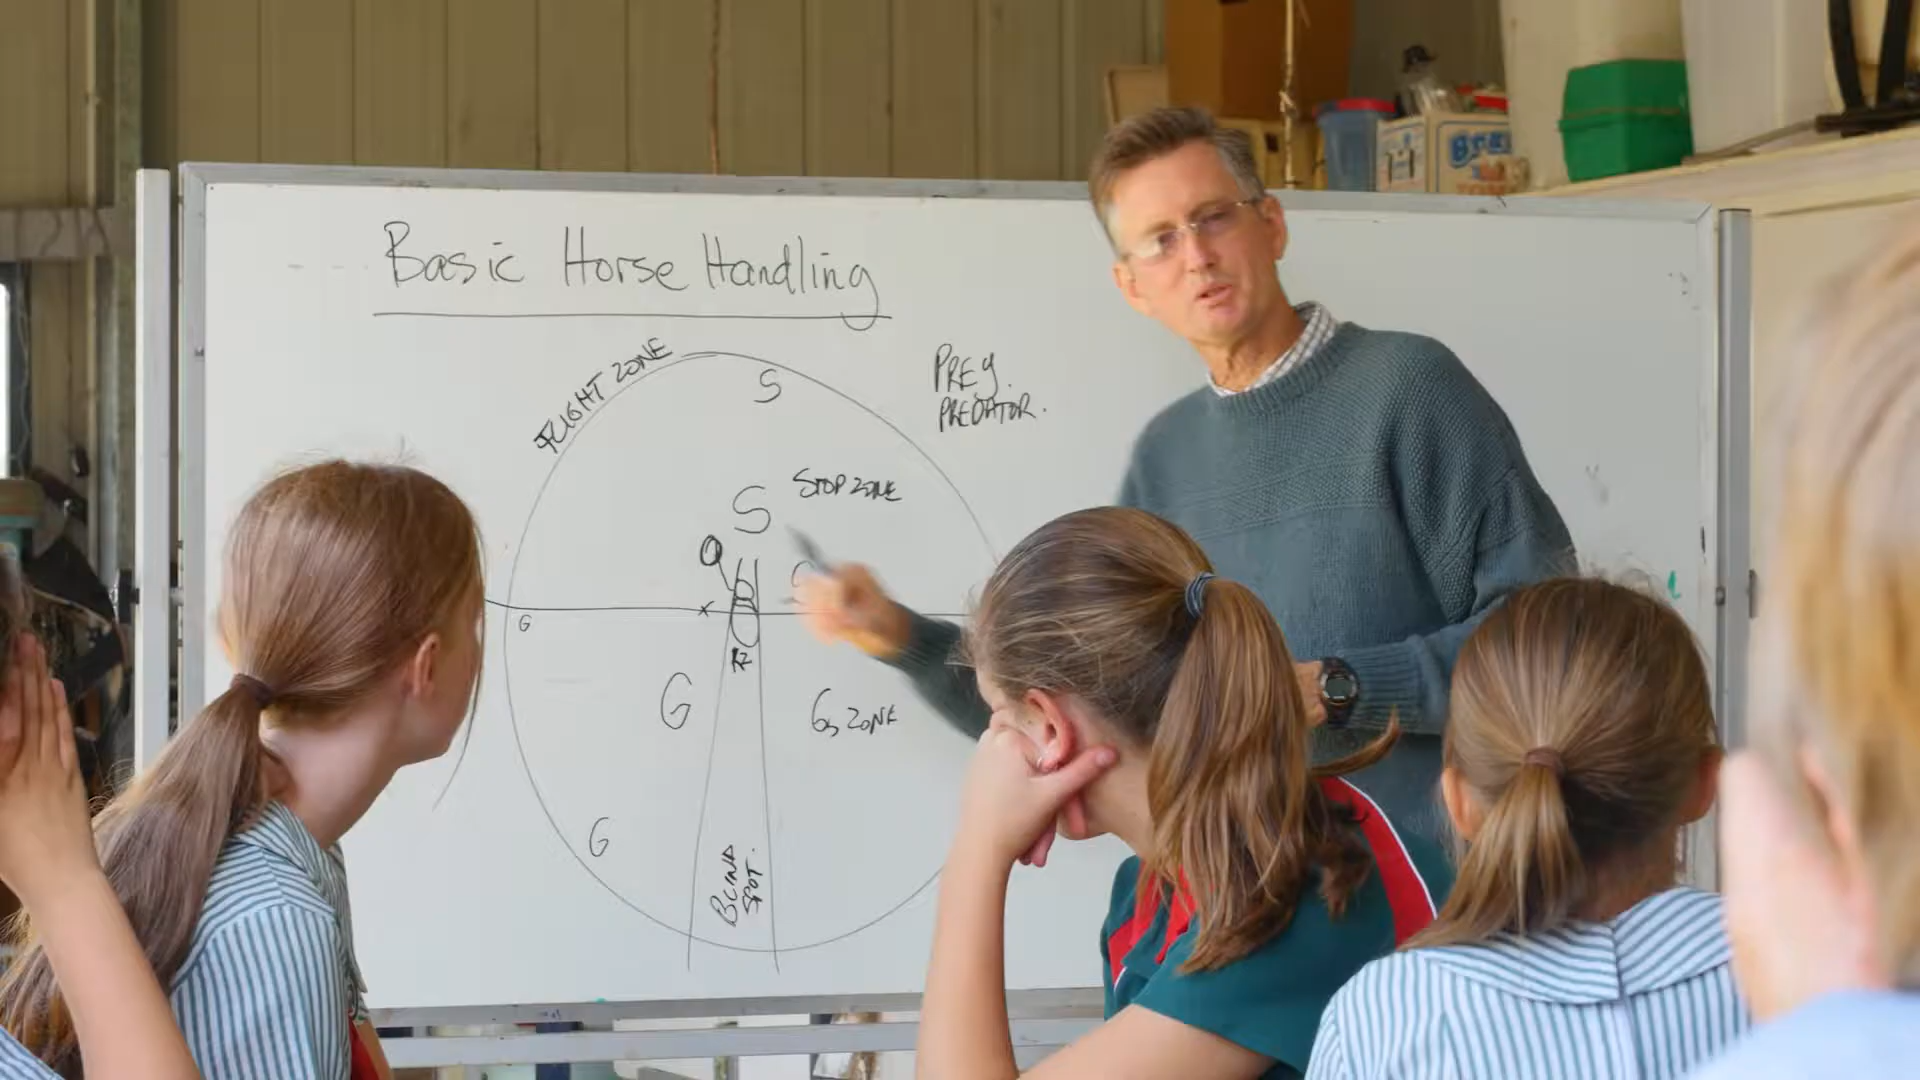 Basic Horse Handling
FLIGHT ZONE
S
PREY.
PREDATOR.
STOP ZONE
S
x
G
G
Go ZONE
G
BLIND
SPOT.